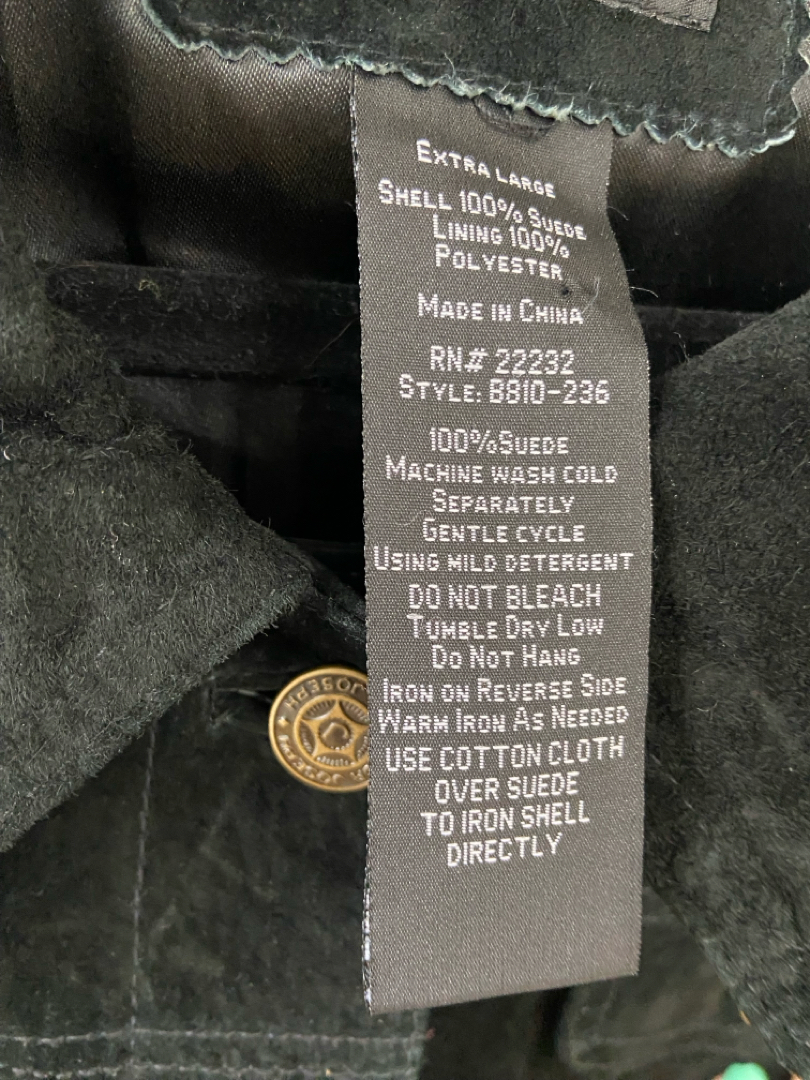 EXTRA LARGE
SHELL 100% SUEDE
LINING 100%
POLYESTER
MADE IN CHINA
RN# 22232
STYLE: BB10-236
100%SUEDE
MACHINE WASH COLD
SEPARATELY
GENTLE CYCLE
USING MILD DETERGENT
DO NOT BLEACH
TUMBLE DRY LOW
DO NOT HANG
IRON ON REVERSE SIDE
WARM IRON AS NEEDED
USE COTTON CLOTH
OVER SUEDE
TO IRON SHELL
DIRECTLY
JOSEPH